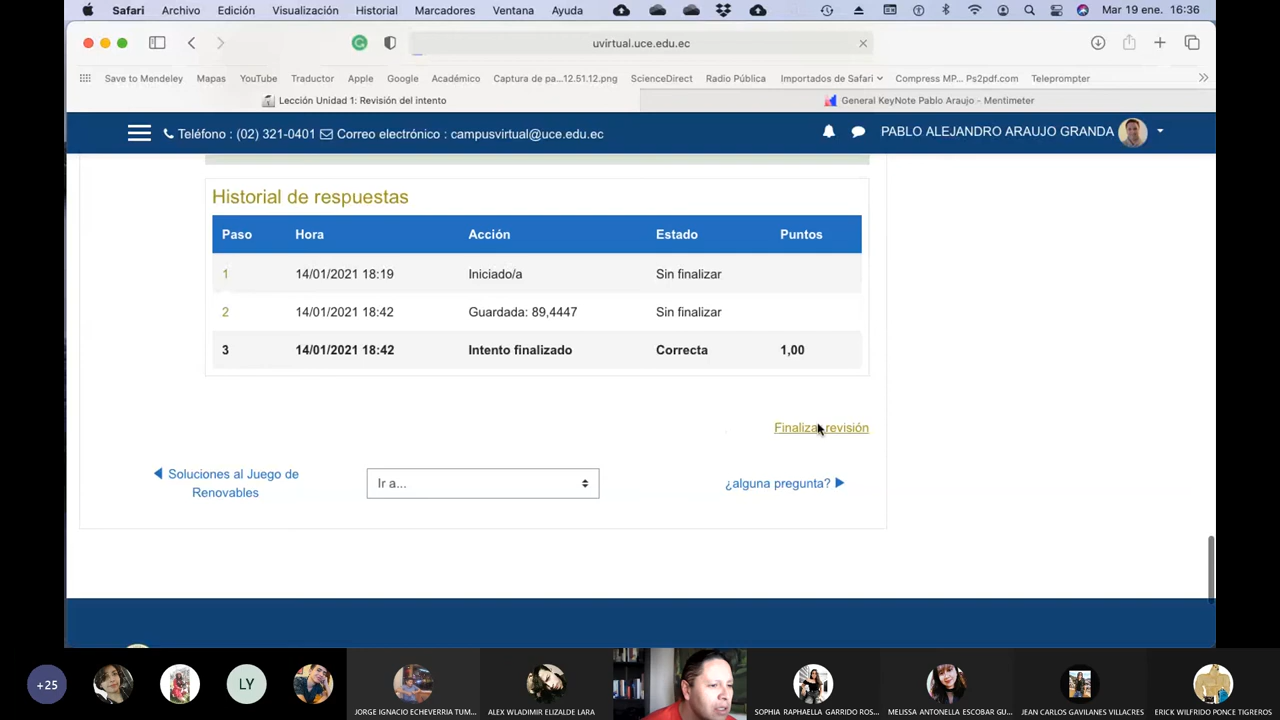 Safari Archivo Edición Visualización Historial Marcadores Ventana Ayuda Mar 19 ene. 16:36
uvirtual.uce.edu.ec
Save to Mendeley Mapas YouTube Traductor Apple Google Académico Captura de pa...12.51.12.png ScienceDirect Radio Pública Importados de Safari Compress MP... Ps2pdf.com Teleprompter
Lección Unidad 1: Revisión del intento General KeyNote Pablo Araujo - Mentimeter
Teléfono : (02) 321-0401 Correo electrónico : campusvirtual@uce.edu.ec PABLO ALEJANDRO ARAUJO GRANDA
Historial de respuestas
Paso Hora Acción Estado Puntos
1 14/01/2021 18:19 Iniciado/a Sin finalizar
2 14/01/2021 18:42 Guardada: 89,4447 Sin finalizar
3 14/01/2021 18:42 Intento finalizado Correcta 1,00
Finalizar revisión
Soluciones al Juego de
Renovables
Ir a...
¿alguna pregunta?
+25 LY
JORGE IGNACIO ECHEVERRIA TUM... ALEX WLADIMIR ELIZALDE LARA SOPHIA RAPHAELLA GARRIDO ROS... MELISSA ANTONELLA ESCOBAR GU... JEAN CARLOS GAVILANES VILLACRES ERICK WILFRIDO PONCE TIGREROS